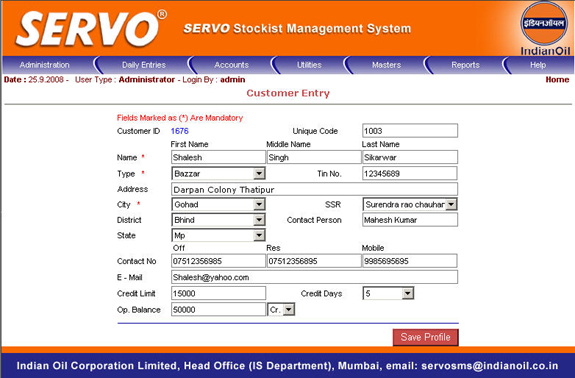 SERVO®
SERVO Stockist Management System
इंडियनऑयल
IndianOil
Administration Daily Entries Accounts Utilities Masters Reports Help
Date : 25.9.2008 - User Type : Administrator - Login By : admin Home
Customer Entry
Fields Marked as (*) Are Mandatory
Customer ID 1676 Unique Code 1003
First Name Middle Name Last Name
Name * Shalesh Singh Sikarwar
Type * Bazzar Tin No. 12345689
Address Darpan Colony Thatipur
City * Gohad SSR Surendra rao chauhan
District Bhind Contact Person Mahesh Kumar
State Mp
Off Res Mobile
Contact No 07512356985 07512356895 9985695695
E - Mail Shalesh@yahoo.com
Credit Limit 15000 Credit Days 5
Op. Balance 50000 Cr.
Save Profile
Indian Oil Corporation Limited, Head Office (IS Department), Mumbai, email: servosms@indianoil.co.in